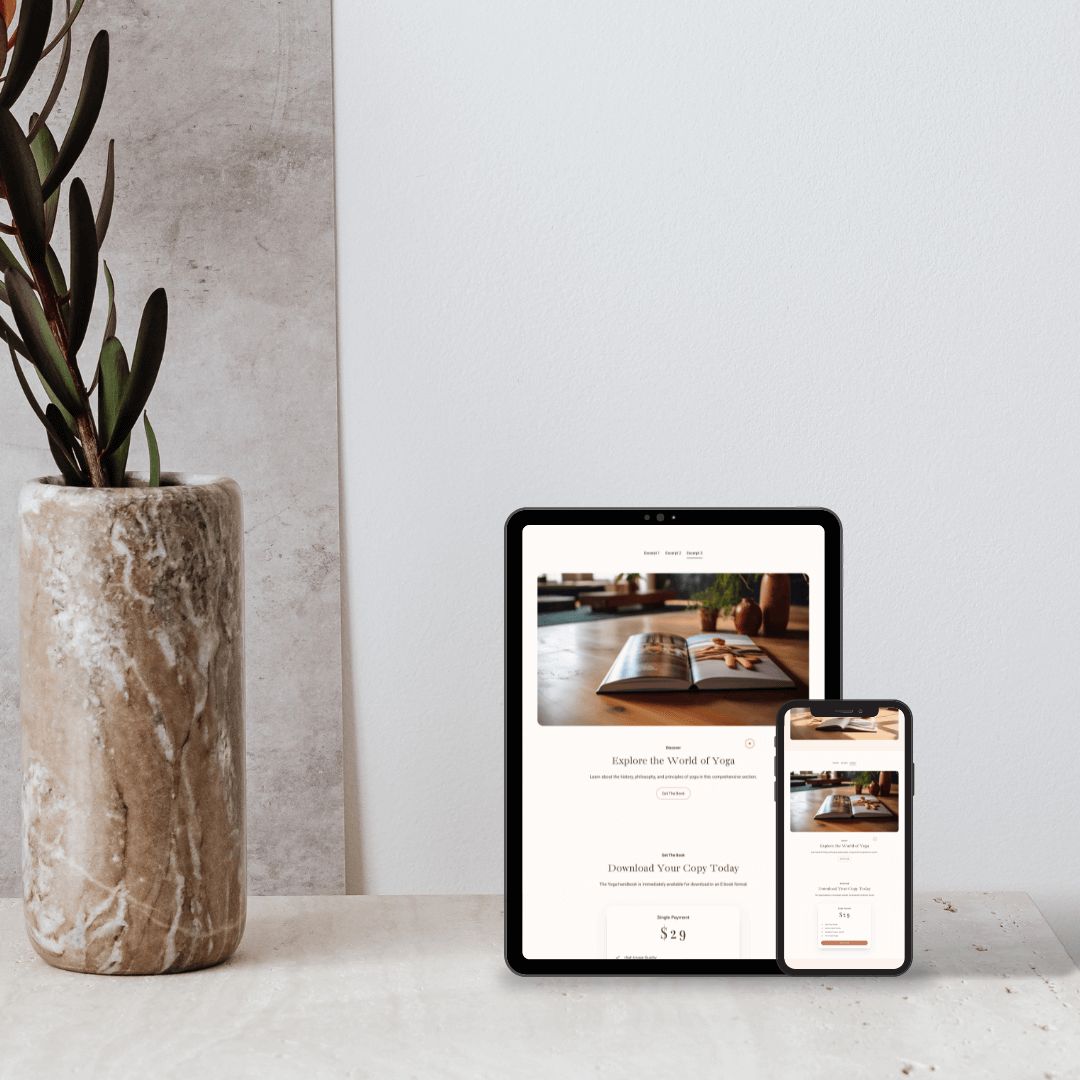 Excerpt 1 Excerpt 2 Excerpt 3
Discover
Explore the World of Yoga
Learn about the history, philosophy, and principles of yoga in this comprehensive section.
Get The Book
Get The Book
Download Your Copy Today
The Yoga handbook is immediately available for download in an E-book format
Single Payment
$29
High Image Quality
Explore the World of Yoga
Download Your Copy Today
$29